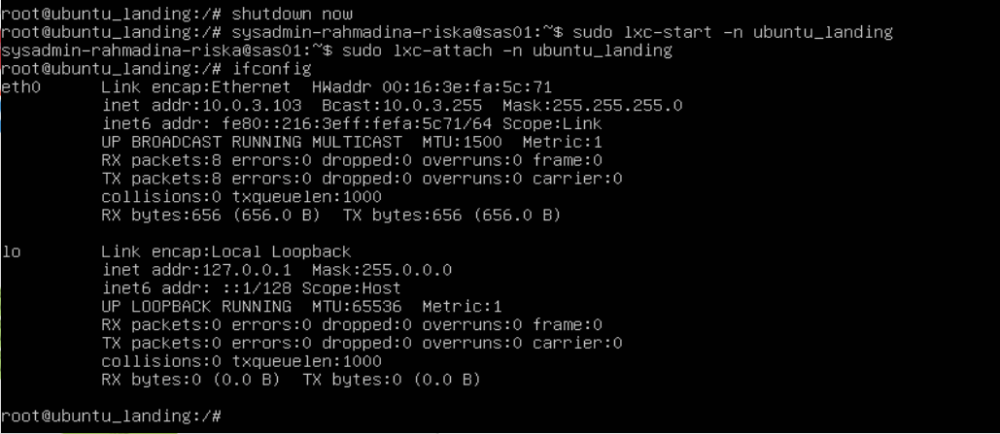 root@ubuntu_landing:/# shutdown now
root@ubuntu_landing:/# sysadmin-rahmadina-riska@sas01:~$ sudo lxc-start -n ubuntu_landing
sysadmin-rahmadina-riska@sas01:~$ sudo lxc-attach -n ubuntu_landing
root@ubuntu_landing:/# ifconfig
eth0      Link encap:Ethernet  HWaddr 00:16:3e:fa:5c:71
          inet addr:10.0.3.103  Bcast:10.0.3.255  Mask:255.255.255.0
          inet6 addr: fe80::216:3eff:fefa:5c71/64 Scope:Link
          UP BROADCAST RUNNING MULTICAST  MTU:1500  Metric:1
          RX packets:8 errors:0 dropped:0 overruns:0 frame:0
          TX packets:8 errors:0 dropped:0 overruns:0 carrier:0
          collisions:0 txqueuelen:1000
          RX bytes:656 (656.0 B)  TX bytes:656 (656.0 B)

lo        Link encap:Local Loopback
          inet addr:127.0.0.1  Mask:255.0.0.0
          inet6 addr: ::1/128 Scope:Host
          UP LOOPBACK RUNNING  MTU:65536  Metric:1
          RX packets:0 errors:0 dropped:0 overruns:0 frame:0
          TX packets:0 errors:0 dropped:0 overruns:0 carrier:0
          collisions:0 txqueuelen:1000
          RX bytes:0 (0.0 B)  TX bytes:0 (0.0 B)

root@ubuntu_landing:/#